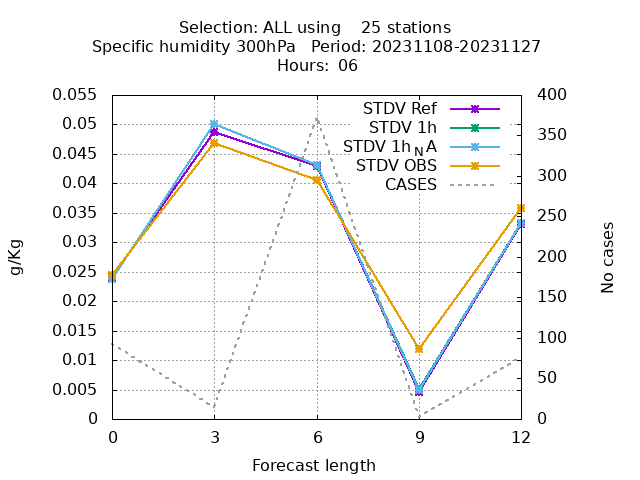 Selection: ALL using    25 stations
Specific humidity 300hPa   Period: 20231108-20231127
Hours: 06
0.055
0.05
0.045
0.04
0.035
0.03
0.025
0.02
0.015
0.01
0.005
0
g/Kg
STDV Ref
STDV 1h
STDV 1h_N A
STDV OBS
CASES
400
350
300
250
200
150
100
50
0
No cases
0 3 6 9 12
Forecast length